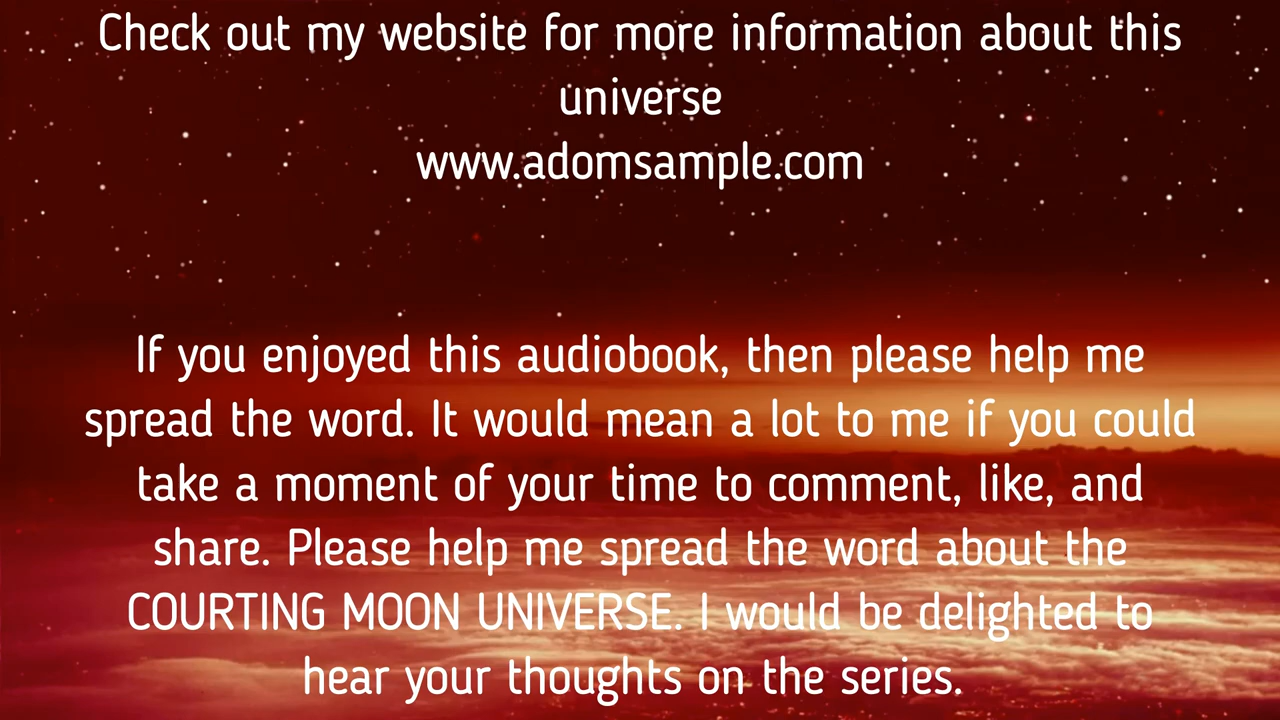 Check out my website for more information about this
universe
www.adomsample.com
If you enjoyed this audiobook, then please help me
spread the word. It would mean a lot to me if you could
take a moment of your time to comment, like, and
share. Please help me spread the word about the
COURTING MOON UNIVERSE. I would be delighted to
hear your thoughts on the series.